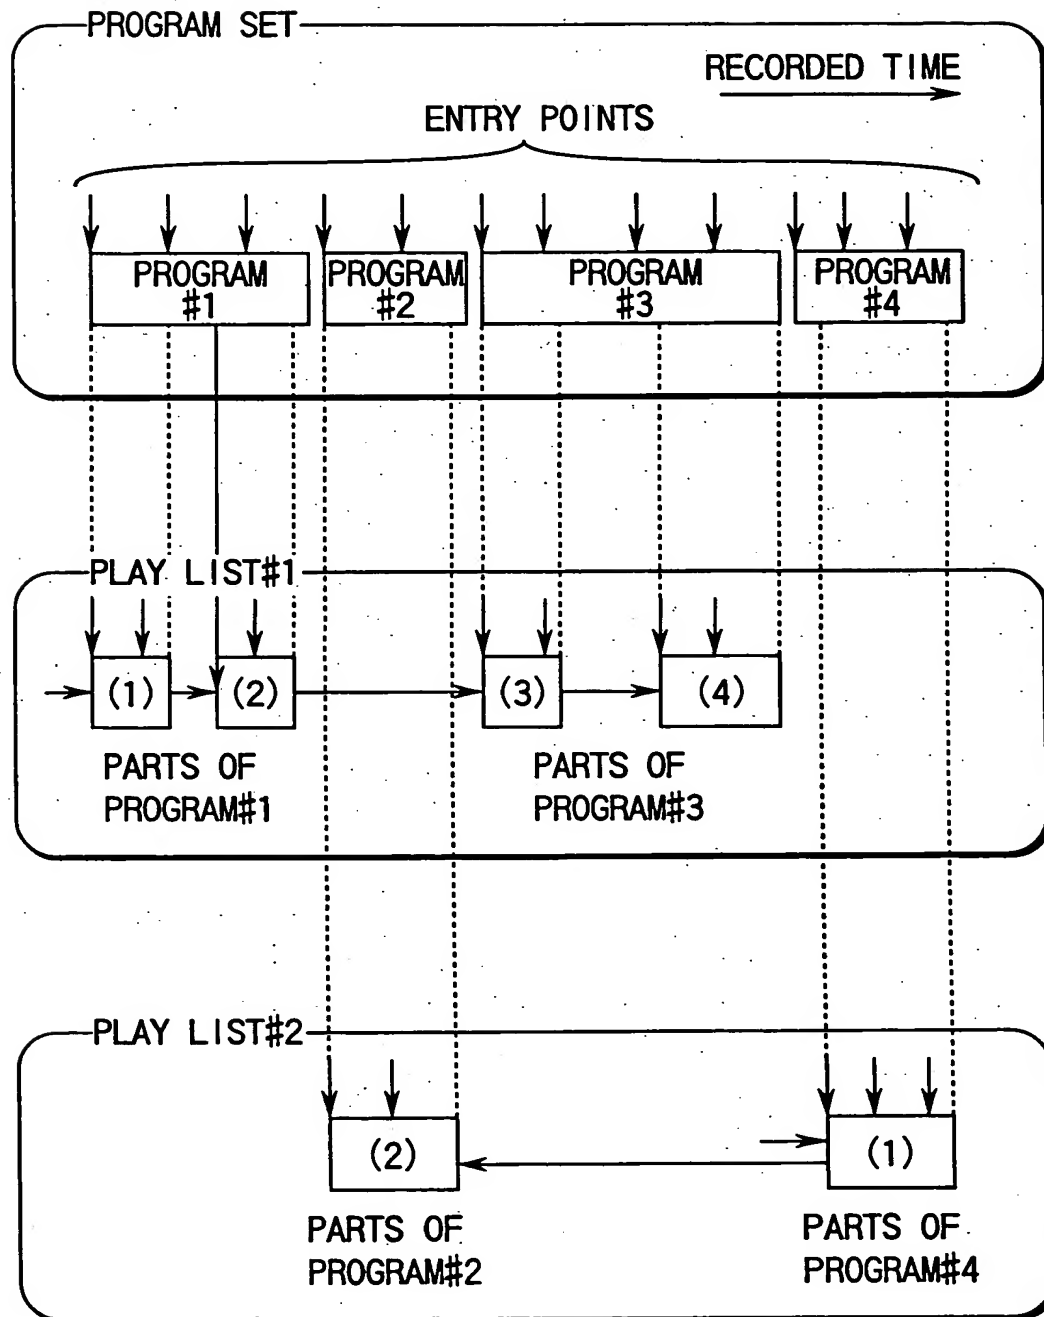 PROGRAM SET
RECORDED TIME
ENTRY POINTS
PROGRAM
#1
PROGRAM
#2
PROGRAM
#3
PROGRAM
#4
PLAY LIST#1
(1)
(2)
(3)
(4)
PARTS OF
PROGRAM#1
PARTS OF
PROGRAM#3
PLAY LIST#2
(2)
(1)
PARTS OF
PROGRAM#2
PARTS OF
PROGRAM#4